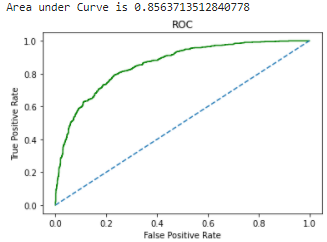 Area under Curve is 0.8563713512840778
ROC
1.0
0.8
0.6
0.4
0.2
0.0
True Positive Rate
0.0 0.2 0.4 0.6 0.8 1.0
False Positive Rate